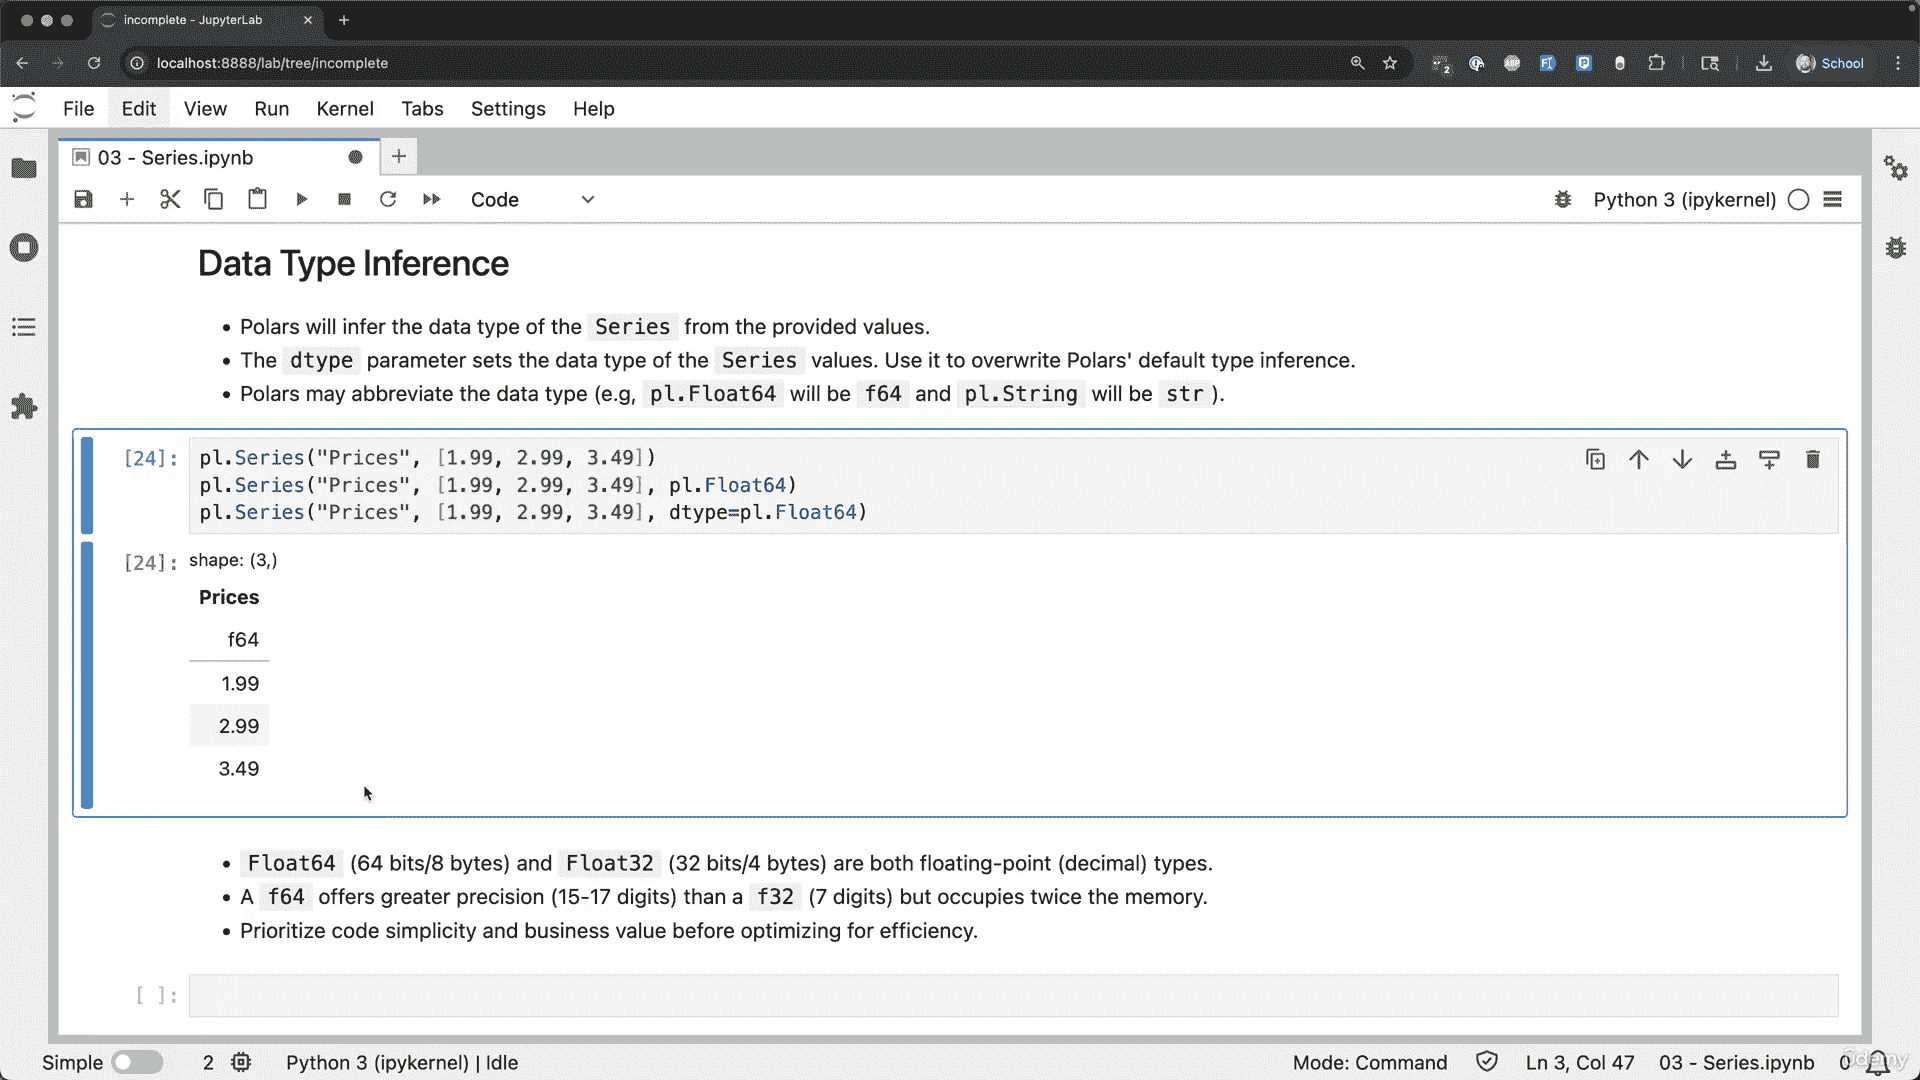 incomplete - JupyterLab
localhost:8888/lab/tree/incomplete
2
ABP
School
File Edit View Run Kernel Tabs Settings Help
03 - Series.ipynb
Code
Python 3 (ipykernel)
Data Type Inference
• Polars will infer the data type of the Series from the provided values.
• The dtype parameter sets the data type of the Series values. Use it to overwrite Polars' default type inference.
• Polars may abbreviate the data type (e.g, pl.Float64 will be f64 and pl.String will be str ).
[24]: pl.Series("Prices", [1.99, 2.99, 3.49])
pl.Series("Prices", [1.99, 2.99, 3.49], pl.Float64)
pl.Series("Prices", [1.99, 2.99, 3.49], dtype=pl.Float64)
[24]: shape: (3,)
Prices
f64
1.99
2.99
3.49
• Float64 (64 bits/8 bytes) and Float32 (32 bits/4 bytes) are both floating-point (decimal) types.
• A f64 offers greater precision (15-17 digits) than a f32 (7 digits) but occupies twice the memory.
• Prioritize code simplicity and business value before optimizing for efficiency.
[ ]:
Simple 2 Python 3 (ipykernel) | Idle Mode: Command Ln 3, Col 47 03 - Series.ipynb 0
udemy